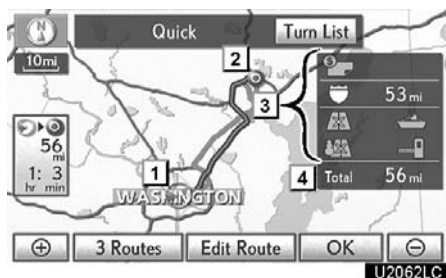 Quick
Turn List
10mi
2
3
53 mi
56
mi
1: 3
hr min
1
WASHINGTON
4
Total 56 mi
3 Routes
Edit Route
OK
U2062LC